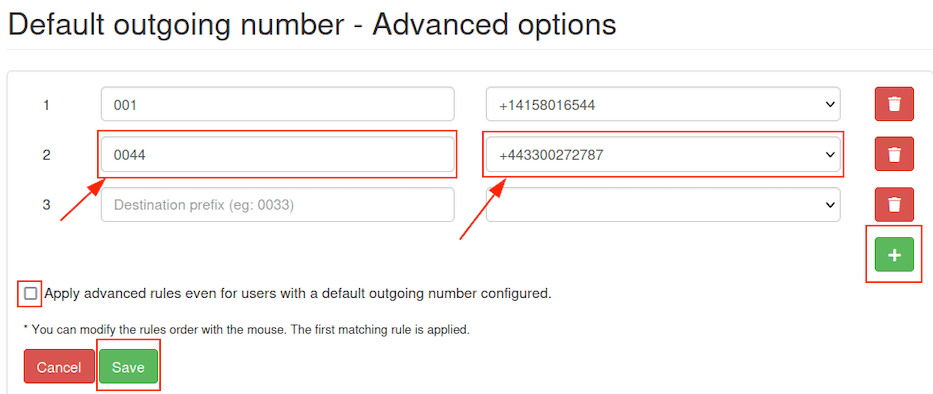 Default outgoing number - Advanced options
1 001 +14158016544
2 0044 +443300272787
3 Destination prefix (eg: 0033)
+
Apply advanced rules even for users with a default outgoing number configured.
* You can modify the rules order with the mouse. The first matching rule is applied.
Cancel Save